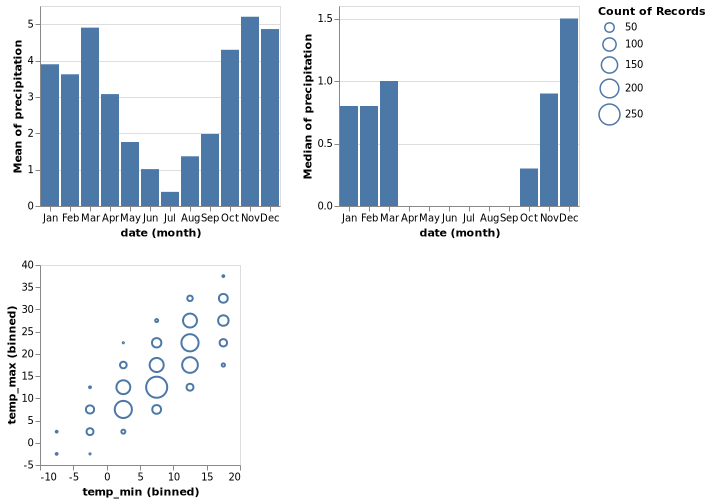 Mean of precipitation
5
4
3
2
1
0
Jan Feb Mar Apr May Jun Jul Aug Sep Oct Nov Dec
date (month)
Median of precipitation
1.5
1.0
0.5
0.0
Jan Feb Mar Apr May Jun Jul Aug Sep Oct Nov Dec
date (month)
Count of Records
50
100
150
200
250
temp_max (binned)
40
35
30
25
20
15
10
5
0
-5
-10 -5 0 5 10 15 20
temp_min (binned)